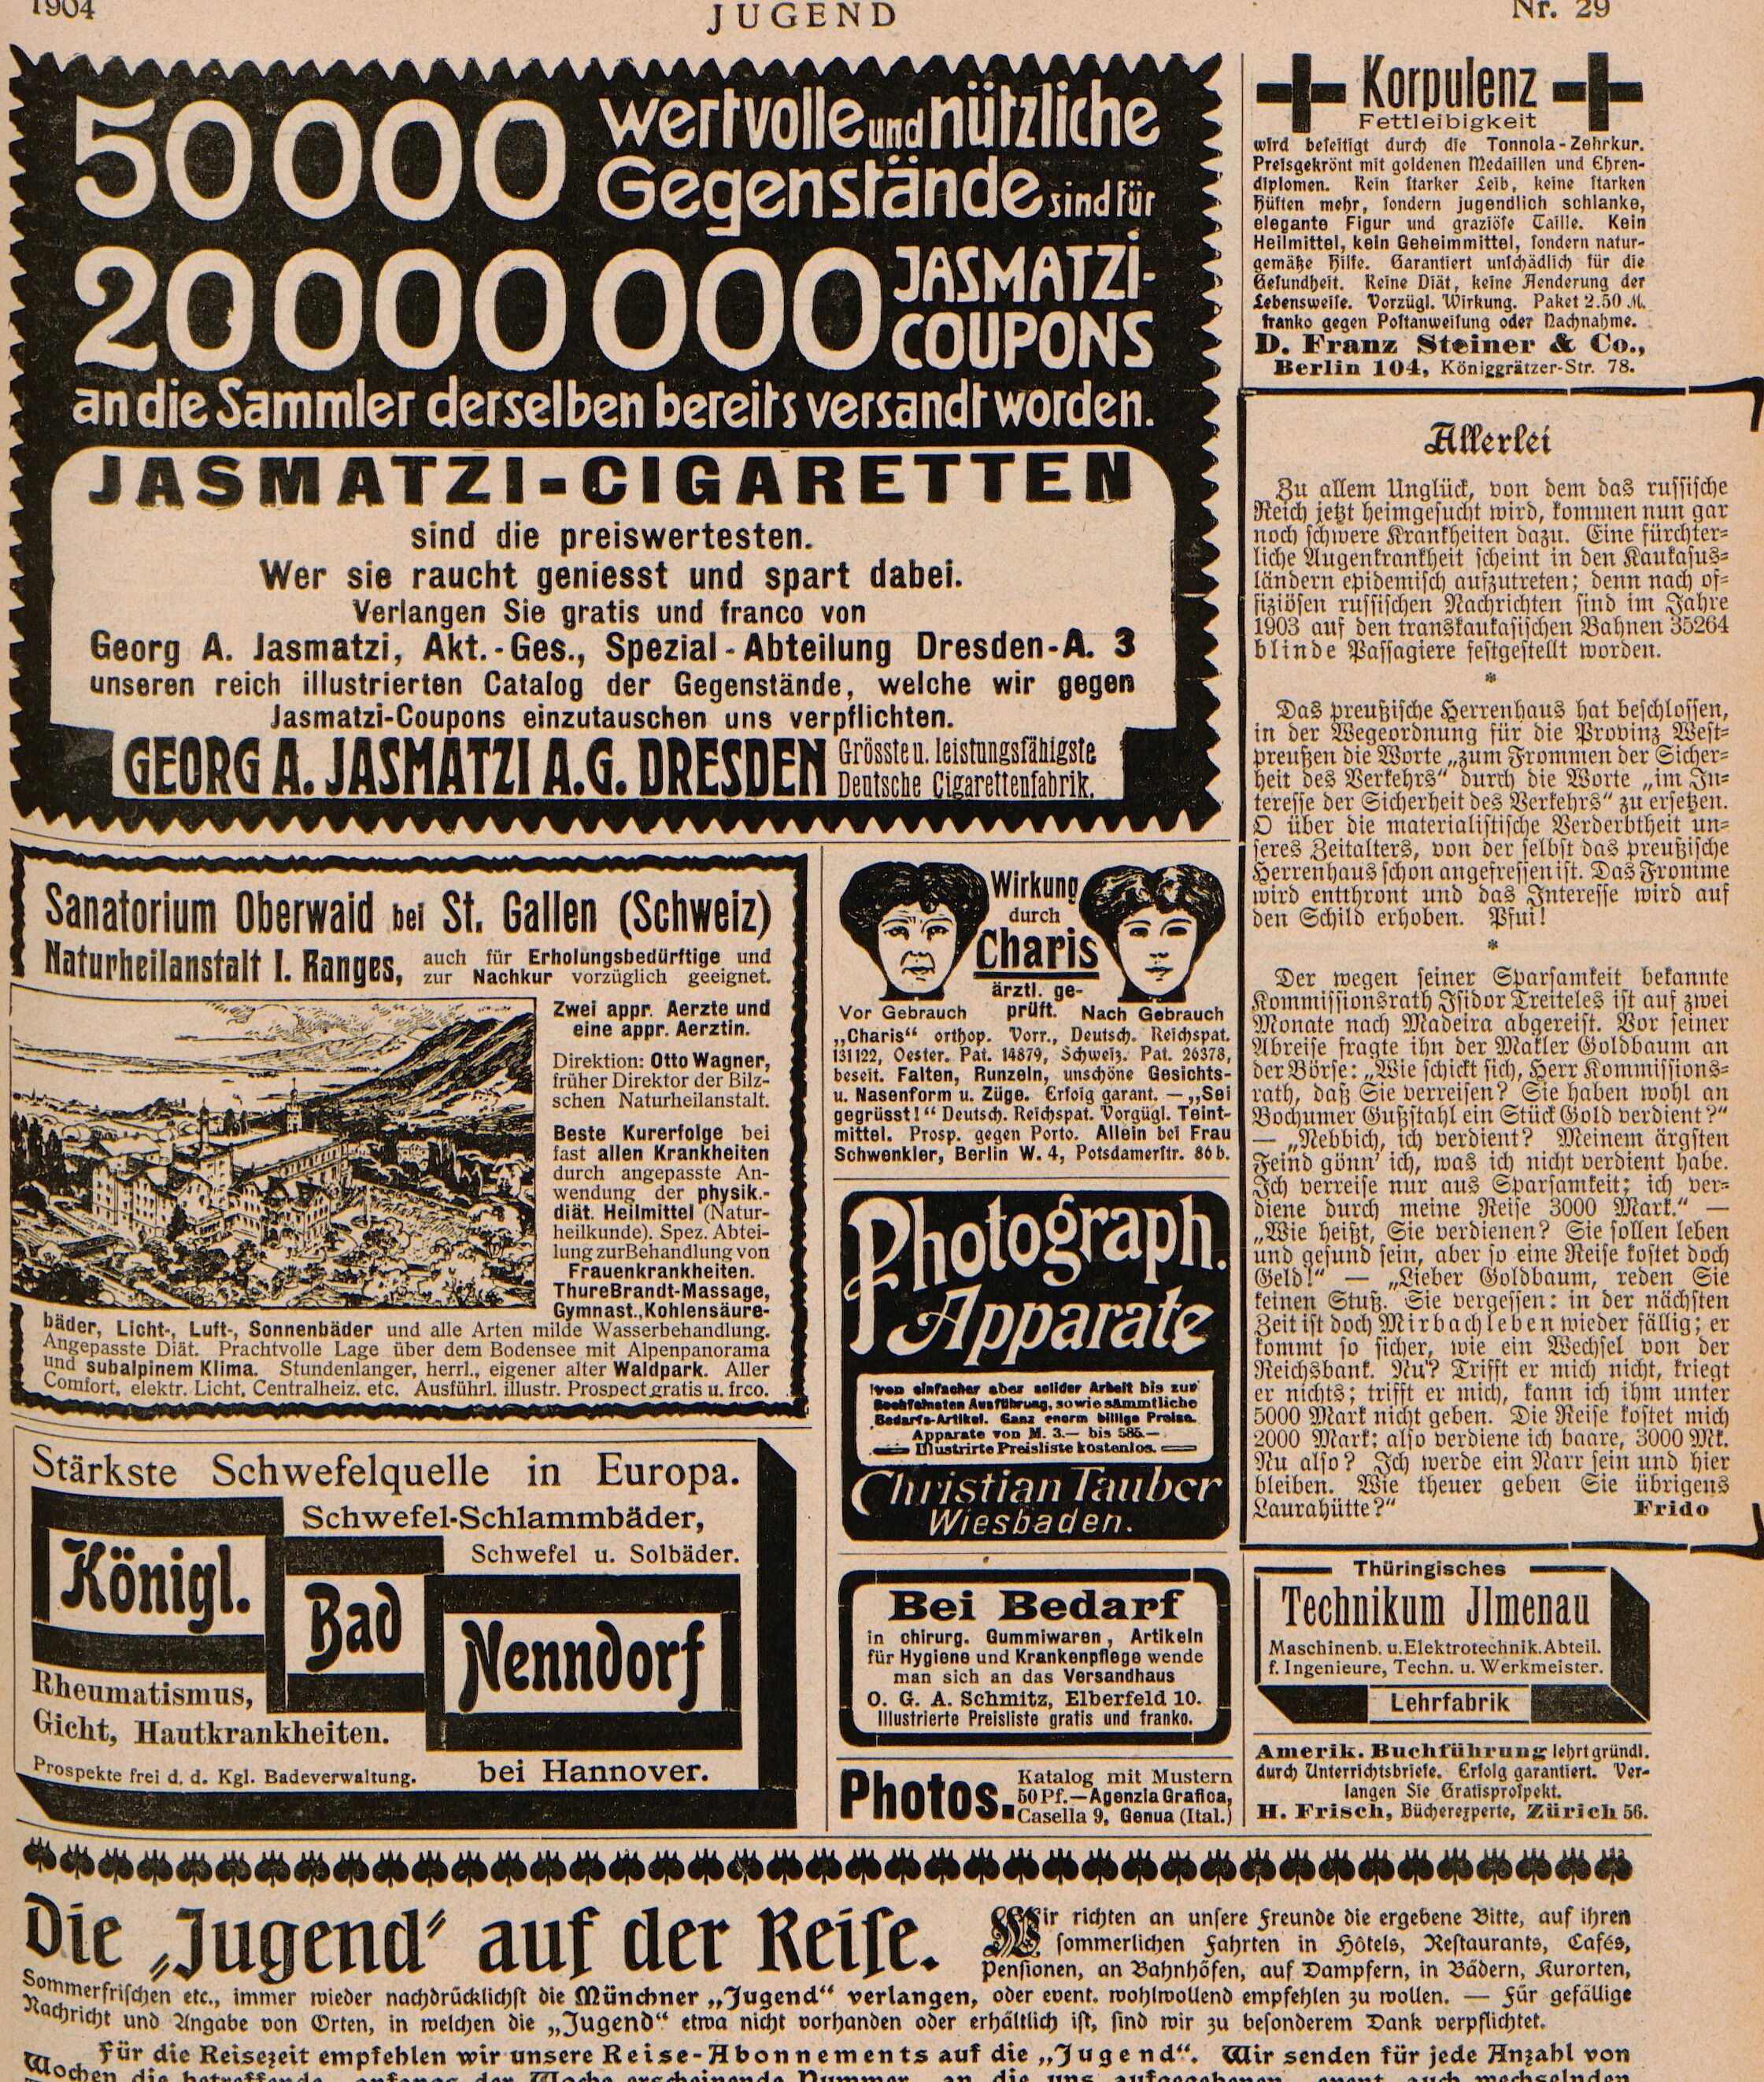 1904
JUGEND
Nr. 29
50000 wertvolle und nützliche
Gegenstände sind für
20000000 JASMATZI-
COUPONS
an die Sammler derselben bereits versandt worden.
JASMATZI-CIGARETTEN
sind die preiswertesten.
Wer sie raucht geniesst und spart dabei.
Verlangen Sie gratis und franco von
Georg A. Jasmatzi, Akt.-Ges., Spezial-Abteilung Dresden-A. 3
unseren reich illustrierten Catalog der Gegenstände, welche wir gegen
Jasmatzi-Coupons einzutauschen uns verpflichten.
GEORG A. JASMATZI A.G. DRESDEN Grösste u. leistungsfähigste
Deutsche Cigarettenfabrik.
Korpulenz
Fettleibigkeit
wird beseitigt durch die Tonnola-Zehrkur.
Preisgekrönt mit goldenen Medaillen und Ehren-
diplomen. Kein starker Leib, keine starken
Hüften mehr, sondern jugendlich schlanke,
elegante Figur und graziöse Taille. Kein
Heilmittel, kein Geheimmittel, sondern natur-
gemäße Hilfe. Garantiert unschädlich für die
Gesundheit. Keine Diät, keine Aenderung der
Lebensweise. Vorzügl. Wirkung. Paket 2.50 M.
franko gegen Postanweisung oder Nachnahme.
D. Franz Steiner & Co.,
Berlin 104, Königgrätzer-Str. 78.
Allerlei
Zu allem Unglück, von dem das russische
Reich jetzt heimgesucht wird, kommen nun gar
noch schwere Krankheiten dazu. Eine fürchter-
liche Augenkrankheit scheint in den Kaukasus-
ländern epidemisch aufzutreten; denn nach of-
fiziösen russischen Nachrichten sind im Jahre
1903 auf den transkaukasischen Bahnen 35264
blinde Passagiere festgestellt worden.
*
Das preußische Herrenhaus hat beschlossen,
in der Wegeordnung für die Provinz West-
preußen die Worte „zum Frommen der Sicher-
heit des Verkehrs“ durch die Worte „im In-
teresse der Sicherheit des Verkehrs“ zu ersetzen.
O über die materialistische Verderbtheit un-
seres Zeitalters, von der selbst das preußische
Herrenhaus schon angefressen ist. Das Fromme
wird entthront und das Interesse wird auf
den Schild erhoben. Pfui!
*
Der wegen seiner Sparsamkeit bekannte
Kommissionsrath Isidor Treiteles ist auf zwei
Monate nach Madeira abgereist. Vor seiner
Abreise fragte ihn der Makler Goldbaum an
der Börse: „Wie schickt sich, Herr Kommissions-
rath, daß Sie verreisen? Sie haben wohl an
Bochumer Gußstahl ein Stück Gold verdient?“
— „Nebbich, ich verdient? Meinem ärgsten
Feind gönn’ ich, was ich nicht verdient habe.
Ich verreise nur aus Sparsamkeit; ich ver-
diene durch meine Reise 3000 Mark.“ —
„Wie heißt, Sie verdienen? Sie sollen leben
und gesund sein, aber so eine Reise kostet doch
Geld!“ — „Lieber Goldbaum, reden Sie
keinen Stuß. Sie vergessen: in der nächsten
Zeit ist doch Mirbachleben wieder fällig; er
kommt so sicher, wie ein Wechsel von der
Reichsbank. Nu? Trifft er mich nicht, kriegt
er nichts; trifft er mich, kann ich ihm unter
5000 Mark nicht geben. Die Reise kostet mich
2000 Mark; also verdiene ich baare, 3000 Mk.
Nu also? Ich werde ein Narr sein und hier
bleiben. Wie theuer geben Sie übrigens
Laurahütte?“ Frido
Sanatorium Oberwaid bei St. Gallen (Schweiz)
Naturheilanstalt I. Ranges, auch für Erholungsbedürftige und
zur Nachkur vorzüglich geeignet.
Zwei appr. Aerzte und
eine appr. Aerztin.
Direktion: Otto Wagner,
früher Direktor der Bilz-
schen Naturheilanstalt.
Beste Kurerfolge bei
fast allen Krankheiten
durch angepasste An-
wendung der physik.-
diät. Heilmittel (Natur-
heilkunde). Spez. Abtei-
lung zur Behandlung von
Frauenkrankheiten.
Thure Brandt-Massage,
Gymnast., Kohlensäure-
bäder, Licht-, Luft-, Sonnenbäder und alle Arten milde Wasserbehandlung.
Angepasste Diät. Prachtvolle Lage über dem Bodensee mit Alpenpanorama
und subalpinem Klima. Stundenlanger, herrl., eigener alter Waldpark. Aller
Comfort, elektr. Licht, Centralheiz. etc. Ausführl. illustr. Prospect gratis u. frco.
Wirkung
durch
Charis
ärztl. ge-
prüft.
Vor Gebrauch
Nach Gebrauch
„Charis“ orthop. Vorr., Deutsch. Reichspat.
131122, Oester. Pat. 14879, Schweiz. Pat. 26378,
beseit. Falten, Runzeln, unschöne Gesichts-
u. Nasenform u. Züge. Erfolg garant. — „Sei
gegrüsst!“ Deutsch. Reichspat. Vorgügl. Teint-
mittel. Prosp. gegen Porto. Allein bei Frau
Schwenkler, Berlin W. 4, Potsdamerstr. 86b.
Photograph.
Apparate
von einfacher aber solider Arbeit bis zur
hochfeinsten Ausführung, sowie sämmtliche
Bedarfs-Artikel. Ganz enorm billige Preise.
Apparate von M. 3.— bis 585.—
Illustrirte Preisliste kostenlos.
Christian Tauber
Wiesbaden.
Stärkste Schwefelquelle in Europa.
Schwefel-Schlammbäder,
Schwefel u. Solbäder.
Königl.
Bad
Nenndorf
Rheumatismus,
Gicht, Hautkrankheiten.
Prospekte frei d. d. Kgl. Badeverwaltung.
bei Hannover.
Bei Bedarf
in chirurg. Gummiwaren, Artikeln
für Hygiene und Krankenpflege wende
man sich an das Versandhaus
O. G. A. Schmitz, Elberfeld 10.
Illustrierte Preisliste gratis und franko.
Photos. Katalog mit Mustern
50 Pf.—Agenzia Grafica,
Casella 9, Genua (Ital.)
Thüringisches
Technikum Jlmenau
Maschinenb. u. Elektrotechnik. Abteil.
f. Ingenieure, Techn. u. Werkmeister.
Lehrfabrik
Amerik. Buchführung lehrt gründl.
durch Unterrichtsbriefe. Erfolg garantiert. Ver-
langen Sie Gratisprospekt.
H. Frisch, Bücherexperte, Zürich 56.
Die „Jugend“ auf der Reise.
Wir richten an unsere Freunde die ergebene Bitte, auf ihren
sommerlichen Fahrten in Hôtels, Restaurants, Cafés,
Pensionen, an Bahnhöfen, auf Dampfern, in Bädern, Kurorten,
Sommerfrischen etc., immer wieder nachdrücklichst die Münchner „Jugend“ verlangen, oder event. wohlwollend empfehlen zu wollen. — Für gefällige
Nachricht und Angabe von Orten, in welchen die „Jugend“ etwa nicht vorhanden oder erhältlich ist, sind wir zu besonderem Dank verpflichtet.
Für die Reisezeit empfehlen wir unsere Reise-Abonnements auf die „Jugend“. Wir senden für jede Anzahl von
Wochen die betreffende, anfangs der Woche erscheinende Nummer, an die uns aufgegebenen, event. auch wechselnden